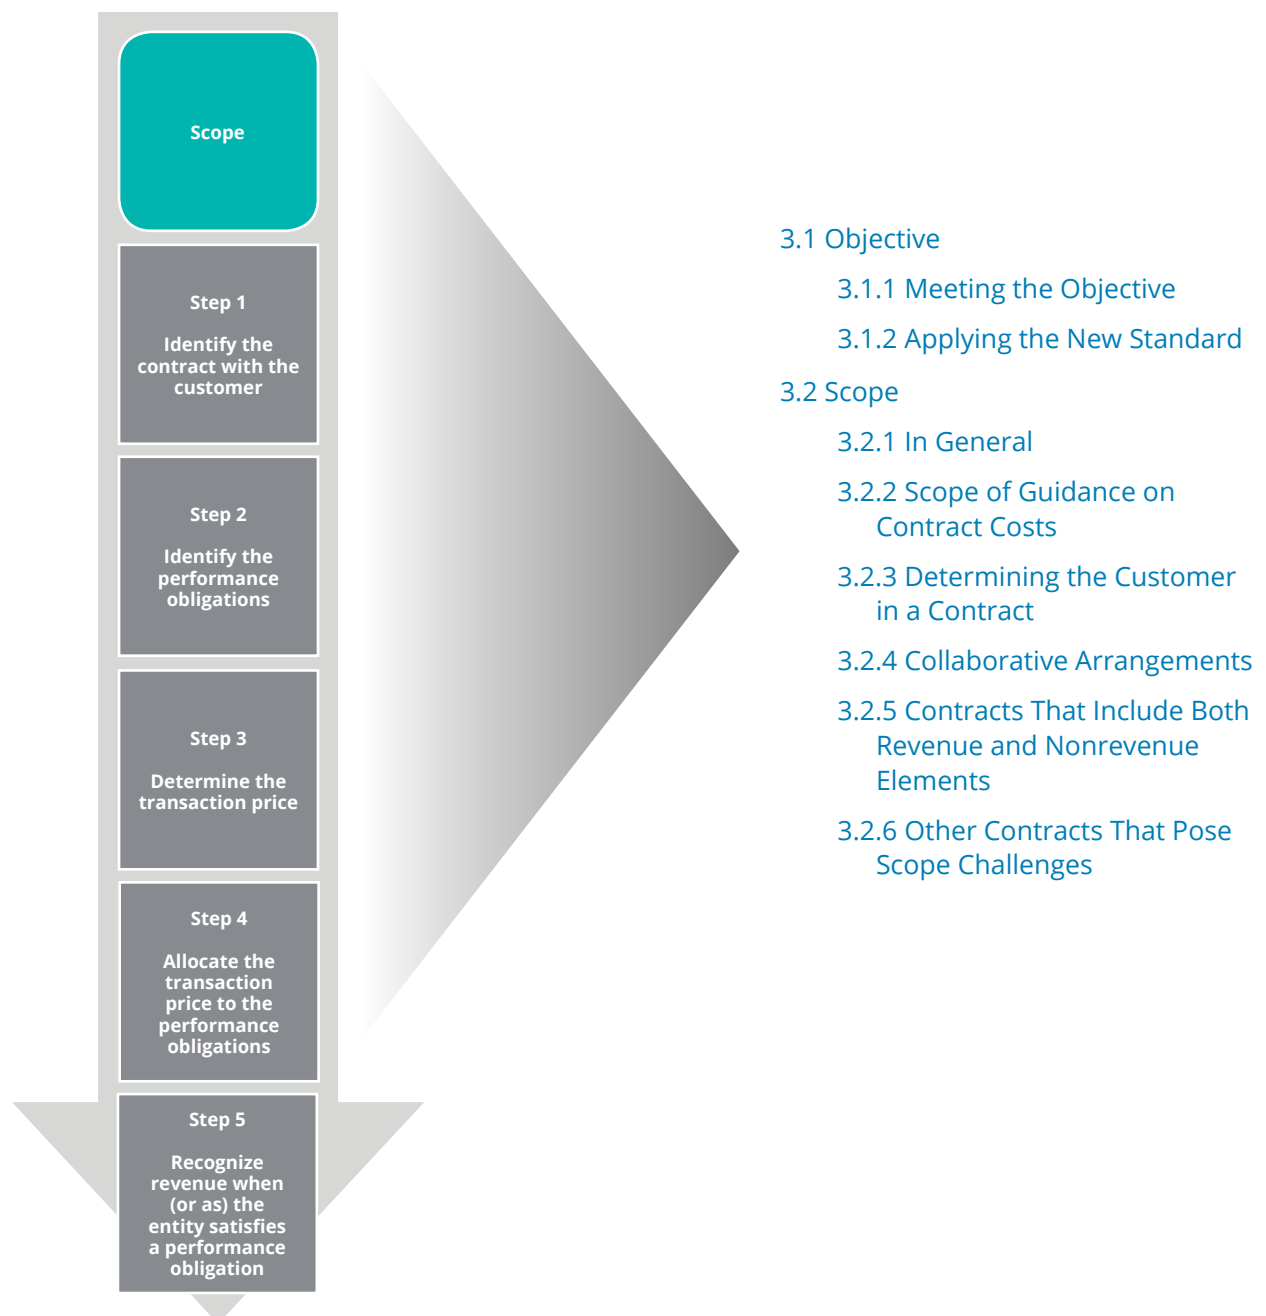 Scope
Step 1
Identify the
contract with the
customer
Step 2
Identify the
performance
obligations
Step 3
Determine the
transaction price
Step 4
Allocate the
transaction
price to the
performance
obligations
Step 5
Recognize
revenue when
(or as) the
entity satisfies
a performance
obligation
3.1 Objective
3.1.1 Meeting the Objective
3.1.2 Applying the New Standard
3.2 Scope
3.2.1 In General
3.2.2 Scope of Guidance on
Contract Costs
3.2.3 Determining the Customer
in a Contract
3.2.4 Collaborative Arrangements
3.2.5 Contracts That Include Both
Revenue and Nonrevenue
Elements
3.2.6 Other Contracts That Pose
Scope Challenges